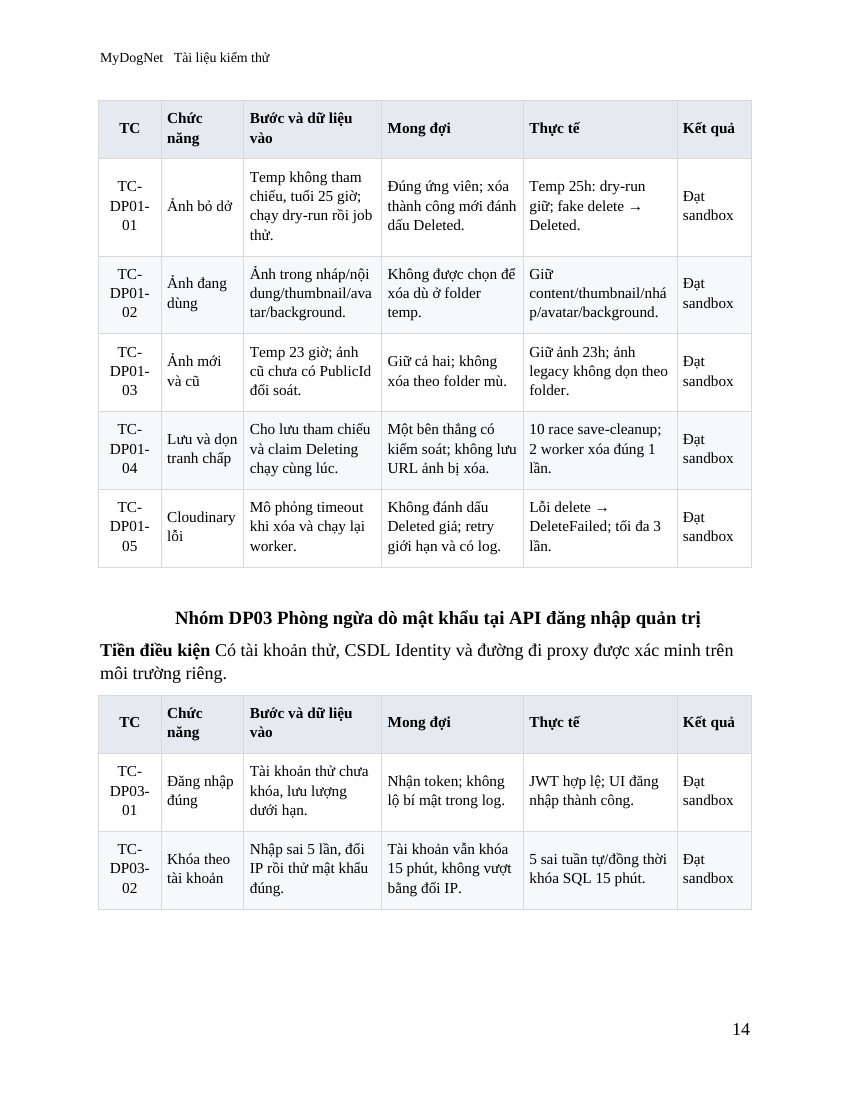 MyDogNet Tài liệu kiểm thử
TC
Chức
năng
Bước và dữ liệu
vào
Mong đợi
Thực tế
Kết quả
TC-
DP01-
01
Ảnh bỏ dở
Temp không tham
chiếu, tuổi 25 giờ;
chạy dry-run rồi job
thử.
Đúng ứng viên; xóa
thành công mới đánh
dấu Deleted.
Temp 25h: dry-run
giữ; fake delete →
Deleted.
Đạt
sandbox
TC-
DP01-
02
Ảnh đang
dùng
Ảnh trong nháp/nội
dung/thumbnail/ava
tar/background.
Không được chọn để
xóa dù ở folder
temp.
Giữ
content/thumbnail/nhá
p/avatar/background.
Đạt
sandbox
TC-
DP01-
03
Ảnh mới
và cũ
Temp 23 giờ; ảnh
cũ chưa có PublicId
đối soát.
Giữ cả hai; không
xóa theo folder mù.
Giữ ảnh 23h; ảnh
legacy không dọn theo
folder.
Đạt
sandbox
TC-
DP01-
04
Lưu và dọn
tranh chấp
Cho lưu tham chiếu
và claim Deleting
chạy cùng lúc.
Một bên thắng có
kiểm soát; không lưu
URL ảnh bị xóa.
10 race save-cleanup;
2 worker xóa đúng 1
lần.
Đạt
sandbox
TC-
DP01-
05
Cloudinary
lỗi
Mô phỏng timeout
khi xóa và chạy lại
worker.
Không đánh dấu
Deleted giả; retry
giới hạn và có log.
Lỗi delete →
DeleteFailed; tối đa 3
lần.
Đạt
sandbox
Nhóm DP03 Phòng ngừa dò mật khẩu tại API đăng nhập quản trị
Tiền điều kiện Có tài khoản thử, CSDL Identity và đường đi proxy được xác minh trên
môi trường riêng.
TC
Chức
năng
Bước và dữ liệu
vào
Mong đợi
Thực tế
Kết quả
TC-
DP03-
01
Đăng nhập
đúng
Tài khoản thử chưa
khóa, lưu lượng
dưới hạn.
Nhận token; không
lộ bí mật trong log.
JWT hợp lệ; UI đăng
nhập thành công.
Đạt
sandbox
TC-
DP03-
02
Khóa theo
tài khoản
Nhập sai 5 lần, đổi
IP rồi thử mật khẩu
đúng.
Tài khoản vẫn khóa
15 phút, không vượt
bằng đổi IP.
5 sai tuần tự/đồng thời
khóa SQL 15 phút.
Đạt
sandbox
14